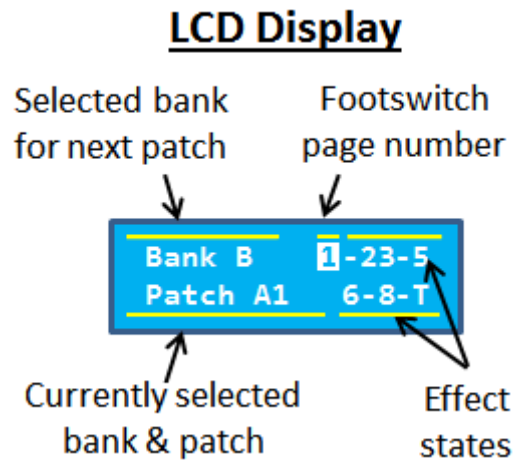 LCD Display
Selected bank
for next patch
Footswitch
page number
Bank B 1-23-5
Patch A1 6-8-T
Currently selected
bank & patch
Effect
states